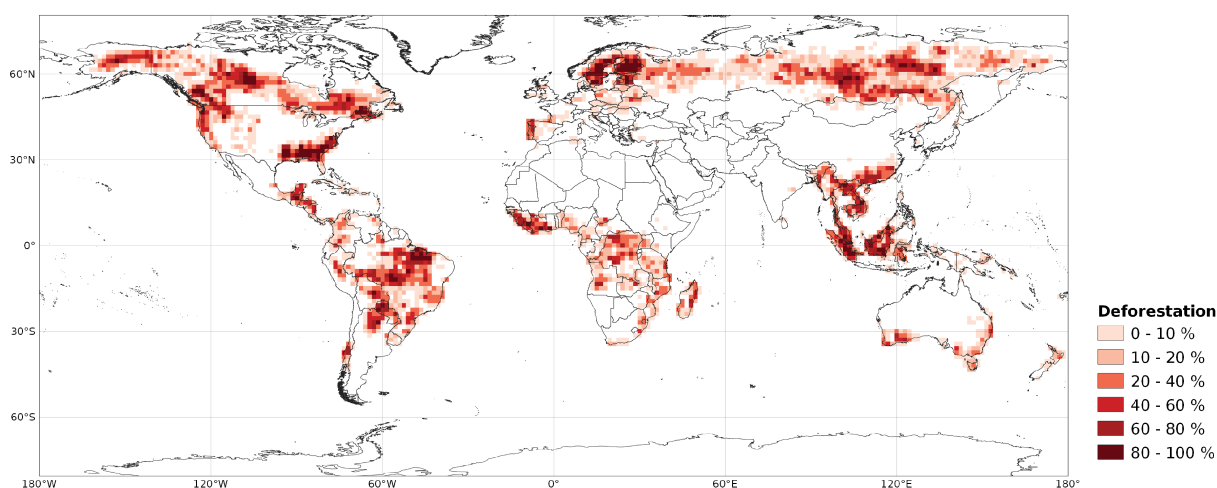 60°N
30°N
0°
30°S
60°S
180°W
120°W
60°W
0°
60°E
120°E
180°
Deforestation
0 - 10 %
10 - 20 %
20 - 40 %
40 - 60 %
60 - 80 %
80 - 100 %